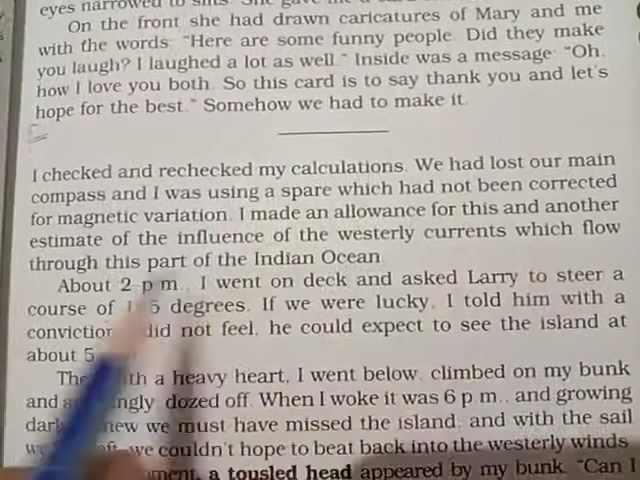 eyes narrowed to slits. She gave me a card
On the front she had drawn caricatures of Mary and me
with the words: "Here are some funny people. Did they make
you laugh? I laughed a lot as well." Inside was a message: "Oh,
how I love you both. So this card is to say thank you and let's
hope for the best." Somehow we had to make it.
I checked and rechecked my calculations. We had lost our main
compass and I was using a spare which had not been corrected
for magnetic variation. I made an allowance for this and another
estimate of the influence of the westerly currents which flow
through this part of the Indian Ocean
About 2 p m., I went on deck and asked Larry to steer a
course of 5 degrees. If we were lucky, I told him with a
did not feel, he could expect to see the island at
about 5
with a heavy heart, I went below, climbed on my bunk
and dozed off. When I woke it was 6 p m., and growing
we must have missed the island, and with the sail
we couldn't hope to beat back into the westerly winds
a tousled head appeared by my bunk. "Can I